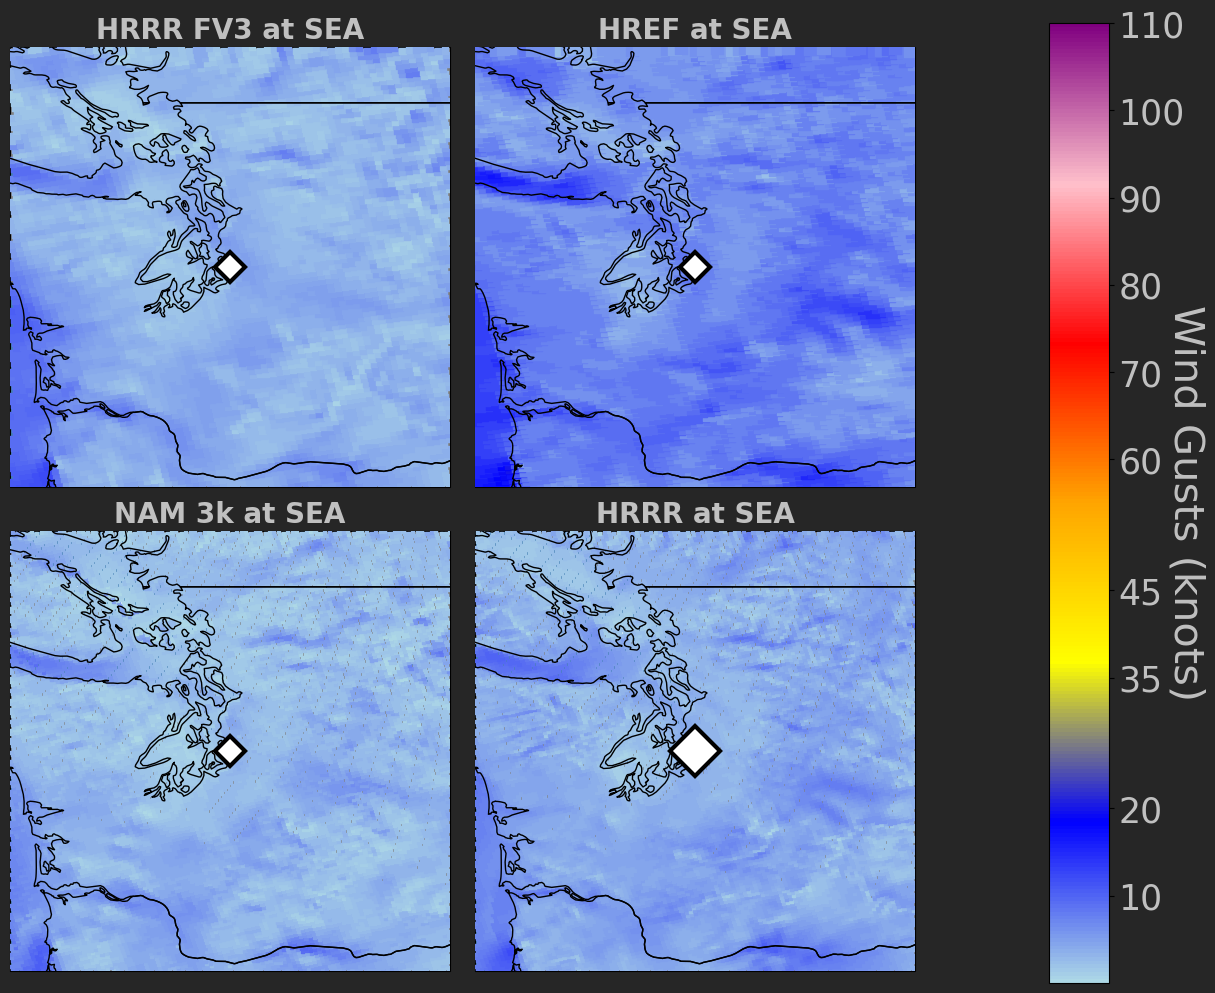 HRRR FV3 at SEA
HREF at SEA
NAM 3k at SEA
HRRR at SEA
110
100
90
80
70
60
45
35
20
10
Wind Gusts (knots)